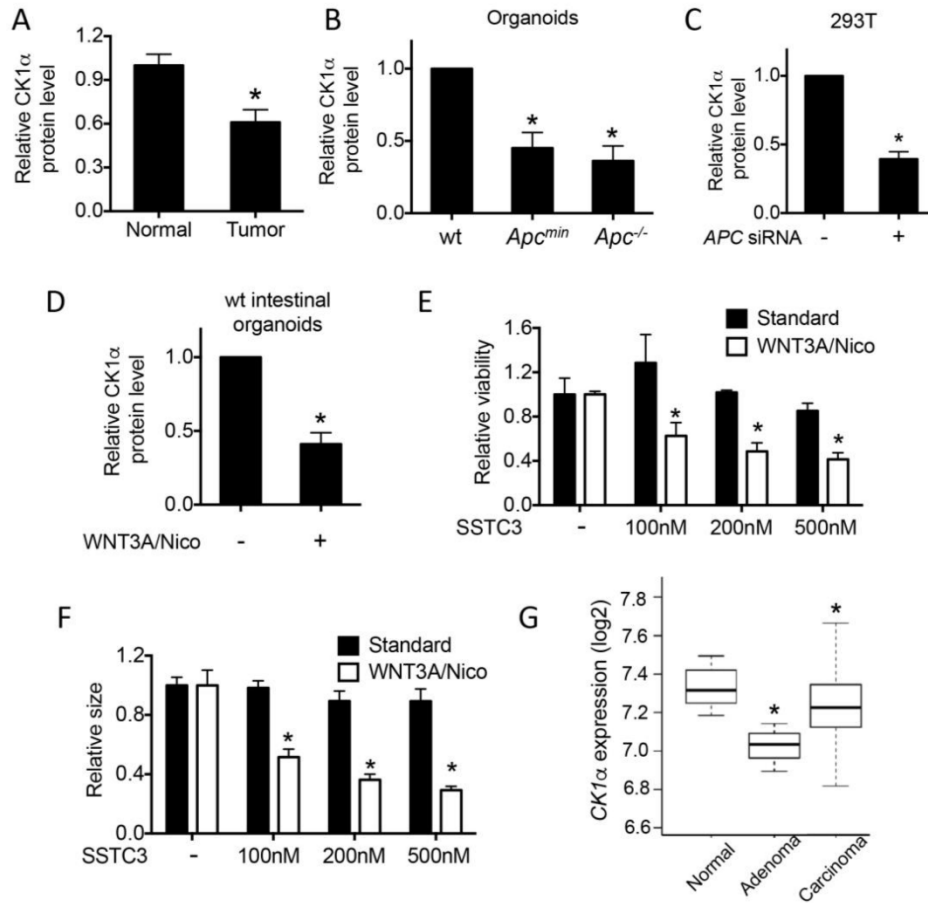 A
Relative CK1α
protein level
1.2
0.9
0.6
0.3
0.0
*
Normal
Tumor
B
Organoids
Relative CK1α
protein level
1.0
0.5
0.0
*
*
wt
Apcmin
Apc-/-
C
293T
Relative CK1α
protein level
1.0
0.5
0.0
*
APC siRNA
-
+
D
wt intestinal
organoids
Relative CK1α
protein level
1.0
0.5
0.0
*
WNT3A/Nico
-
+
E
Standard
WNT3A/Nico
Relative viability
1.6
1.2
0.8
0.4
0.0
*
*
*
SSTC3
-
100nM
200nM
500nM
F
Standard
WNT3A/Nico
Relative size
1.2
0.8
0.4
0.0
*
*
*
SSTC3
-
100nM
200nM
500nM
G
CK1α expression (log2)
7.8
7.6
7.4
7.2
7.0
6.8
6.6
*
*
Normal
Adenoma
Carcinoma